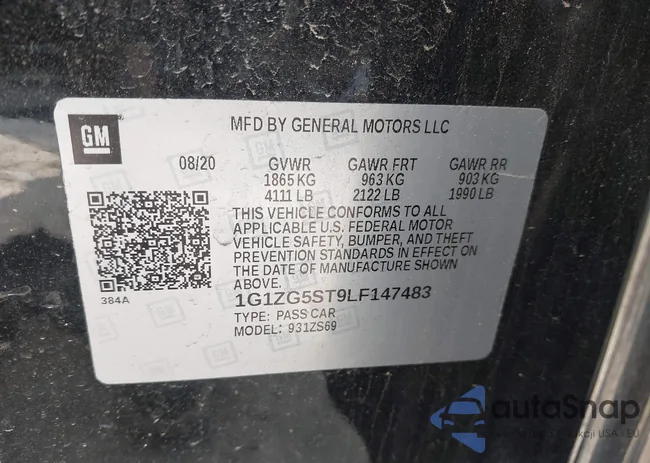 GM
MFD BY GENERAL MOTORS LLC
08/20 GVWR GAWR FRT GAWR RR
1865 KG 963 KG 903 KG
4111 LB 2122 LB 1990 LB
THIS VEHICLE CONFORMS TO ALL
APPLICABLE U.S. FEDERAL MOTOR
VEHICLE SAFETY, BUMPER, AND THEFT
PREVENTION STANDARDS IN EFFECT ON
THE DATE OF MANUFACTURE SHOWN
ABOVE.
384A
1G1ZG5ST9LF147483
TYPE: PASS CAR
MODEL: 931ZS69
autoSnap
USA - EU